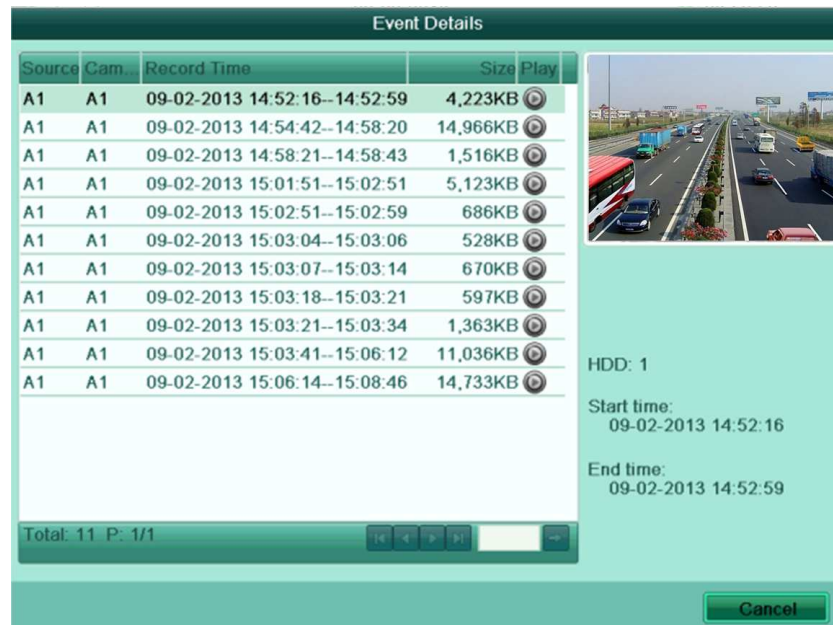 Event Details
Source Cam... Record Time Size Play
A1 A1 09-02-2013 14:52:16--14:52:59 4,223KB
A1 A1 09-02-2013 14:54:42--14:58:20 14,966KB
A1 A1 09-02-2013 14:58:21--14:58:43 1,516KB
A1 A1 09-02-2013 15:01:51--15:02:51 5,123KB
A1 A1 09-02-2013 15:02:51--15:02:59 686KB
A1 A1 09-02-2013 15:03:04--15:03:06 528KB
A1 A1 09-02-2013 15:03:07--15:03:14 670KB
A1 A1 09-02-2013 15:03:18--15:03:21 597KB
A1 A1 09-02-2013 15:03:21--15:03:34 1,363KB
A1 A1 09-02-2013 15:03:41--15:06:12 11,036KB
A1 A1 09-02-2013 15:06:14--15:08:46 14,733KB
Total: 11 P: 1/1
HDD: 1
Start time:
09-02-2013 14:52:16
End time:
09-02-2013 14:52:59
Cancel